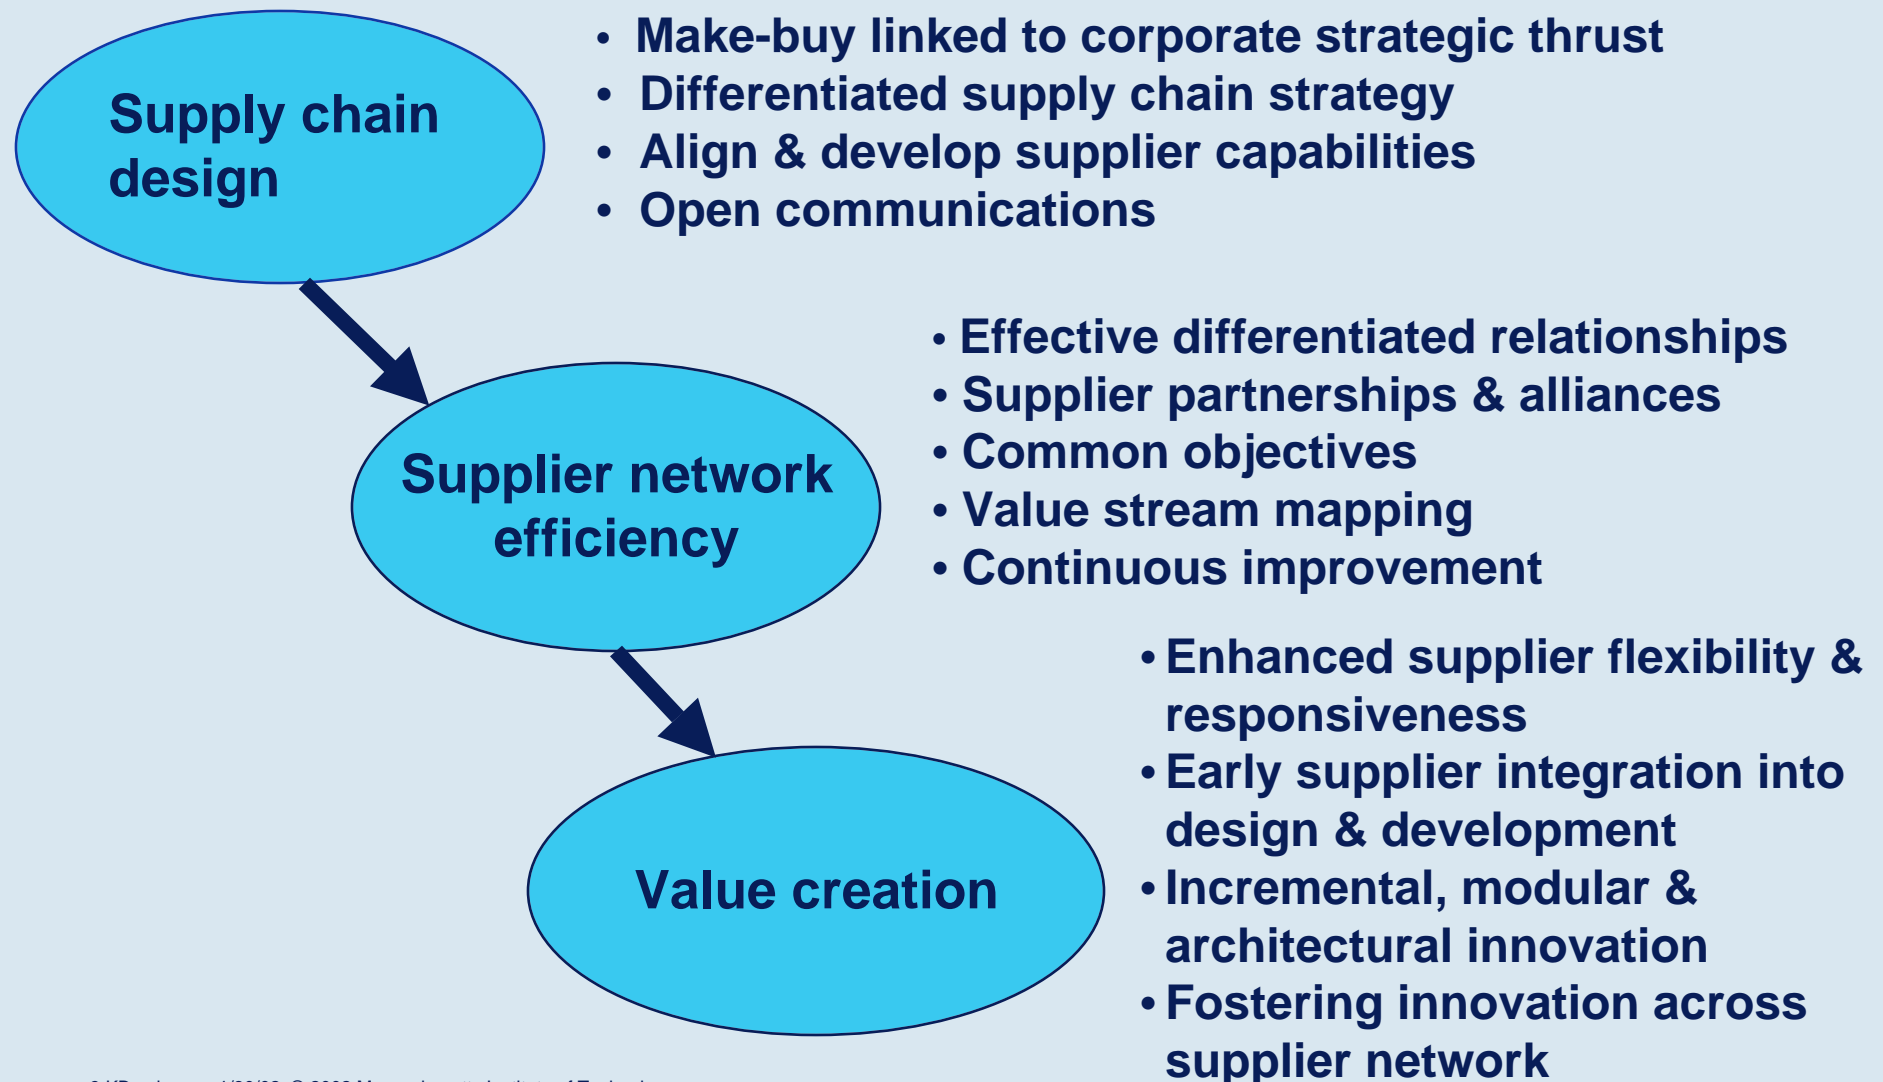 Supply chain
design
• Make-buy linked to corporate strategic thrust
• Differentiated supply chain strategy
• Align & develop supplier capabilities
• Open communications
Supplier network
efficiency
• Effective differentiated relationships
• Supplier partnerships & alliances
• Common objectives
• Value stream mapping
• Continuous improvement
Value creation
• Enhanced supplier flexibility &
responsiveness
• Early supplier integration into
design & development
• Incremental, modular &
architectural innovation
• Fostering innovation across
supplier network